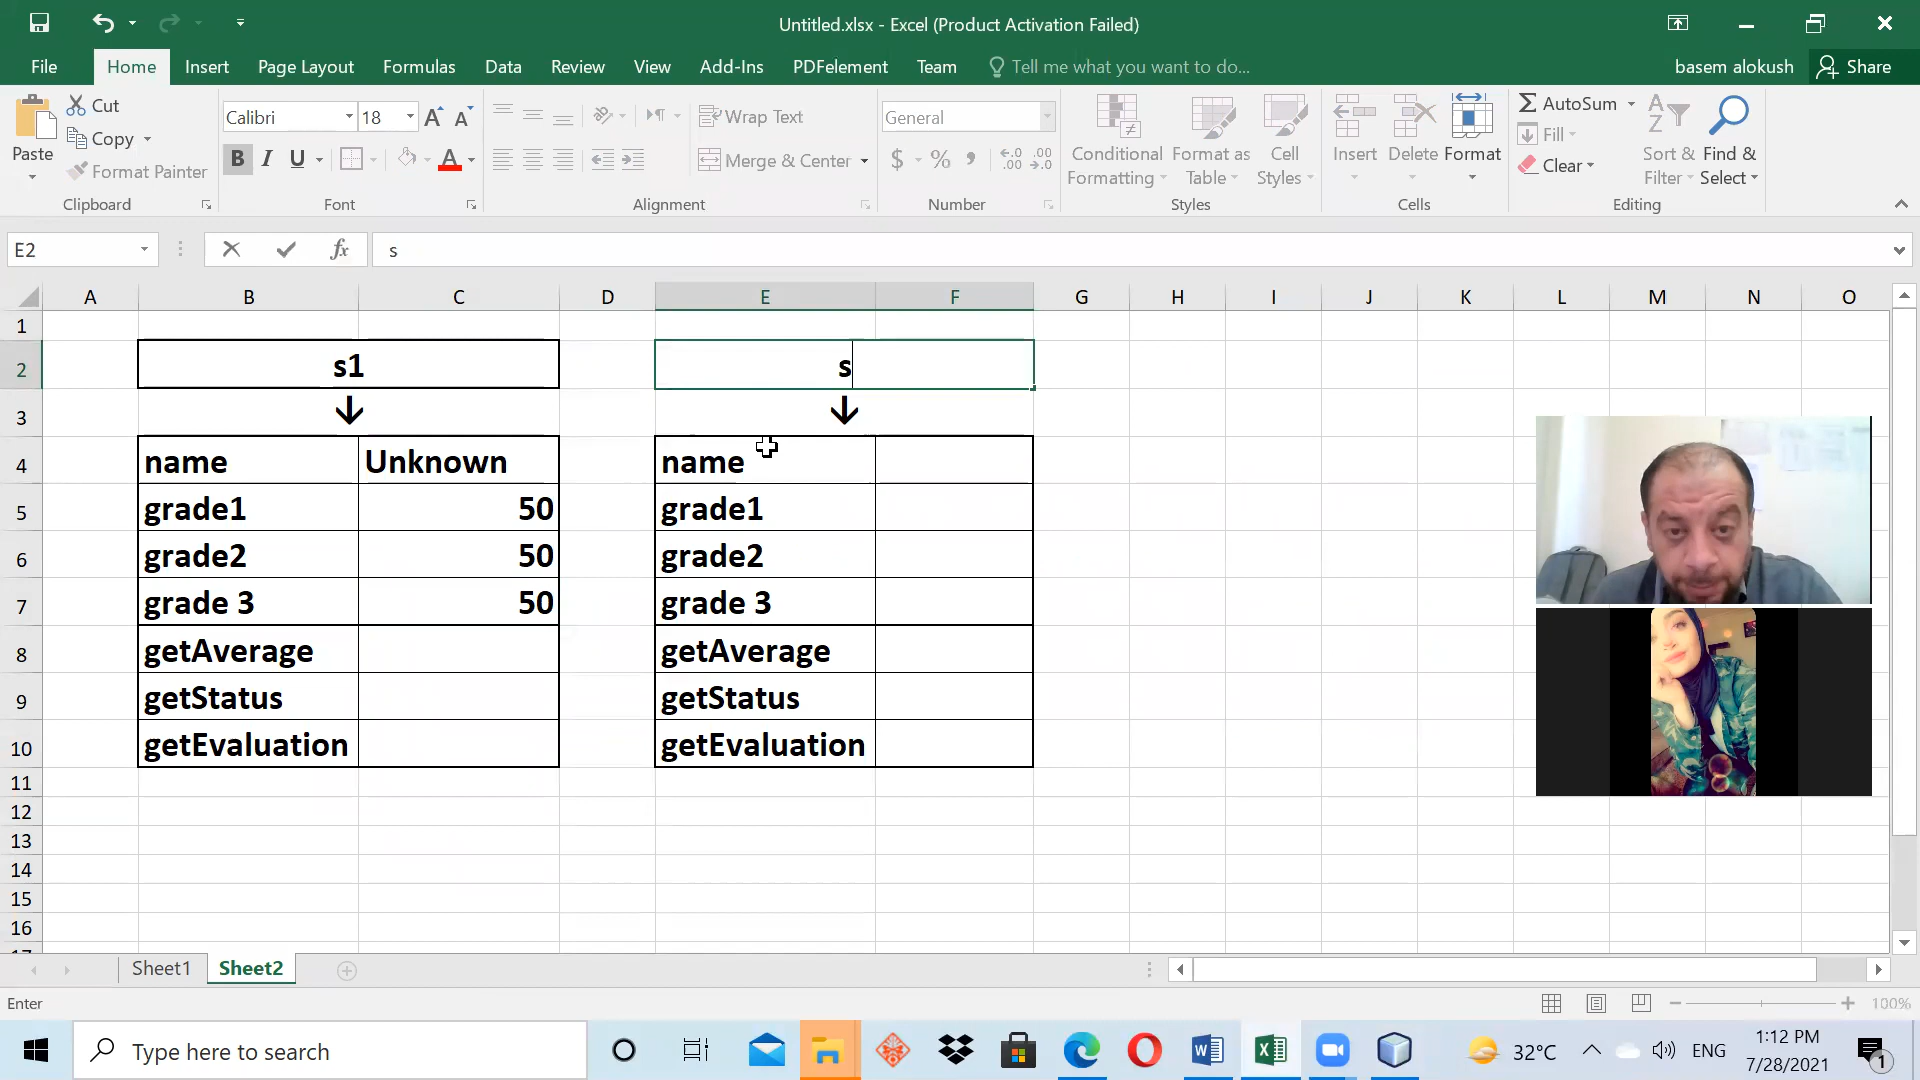 Untitled.xlsx - Excel (Product Activation Failed)
File Home Insert Page Layout Formulas Data Review View Add-Ins PDFelement Team Tell me what you want to do... basem alokush Share
Paste
Cut
Copy
Format Painter
Clipboard
Calibri 18
B I U A
Font
Wrap Text
Merge & Center
Alignment
General
$ % , .0 .00
Number
Conditional Formatting
Format as Table
Cell Styles
Styles
Insert Delete Format
Cells
AutoSum
Fill
Clear
Sort & Filter
Find & Select
Editing
E2 fx s
A B C D E F G H I J K L M N O
1
2 s1 s
3 ↓ ↓
4 name Unknown name
5 grade1 50 grade1
6 grade2 50 grade2
7 grade 3 50 grade 3
8 getAverage getAverage
9 getStatus getStatus
10 getEvaluation getEvaluation
11
12
13
14
15
16
17
Sheet1 Sheet2
Enter 100%
Type here to search 32°C ENG 1:12 PM
7/28/2021 1